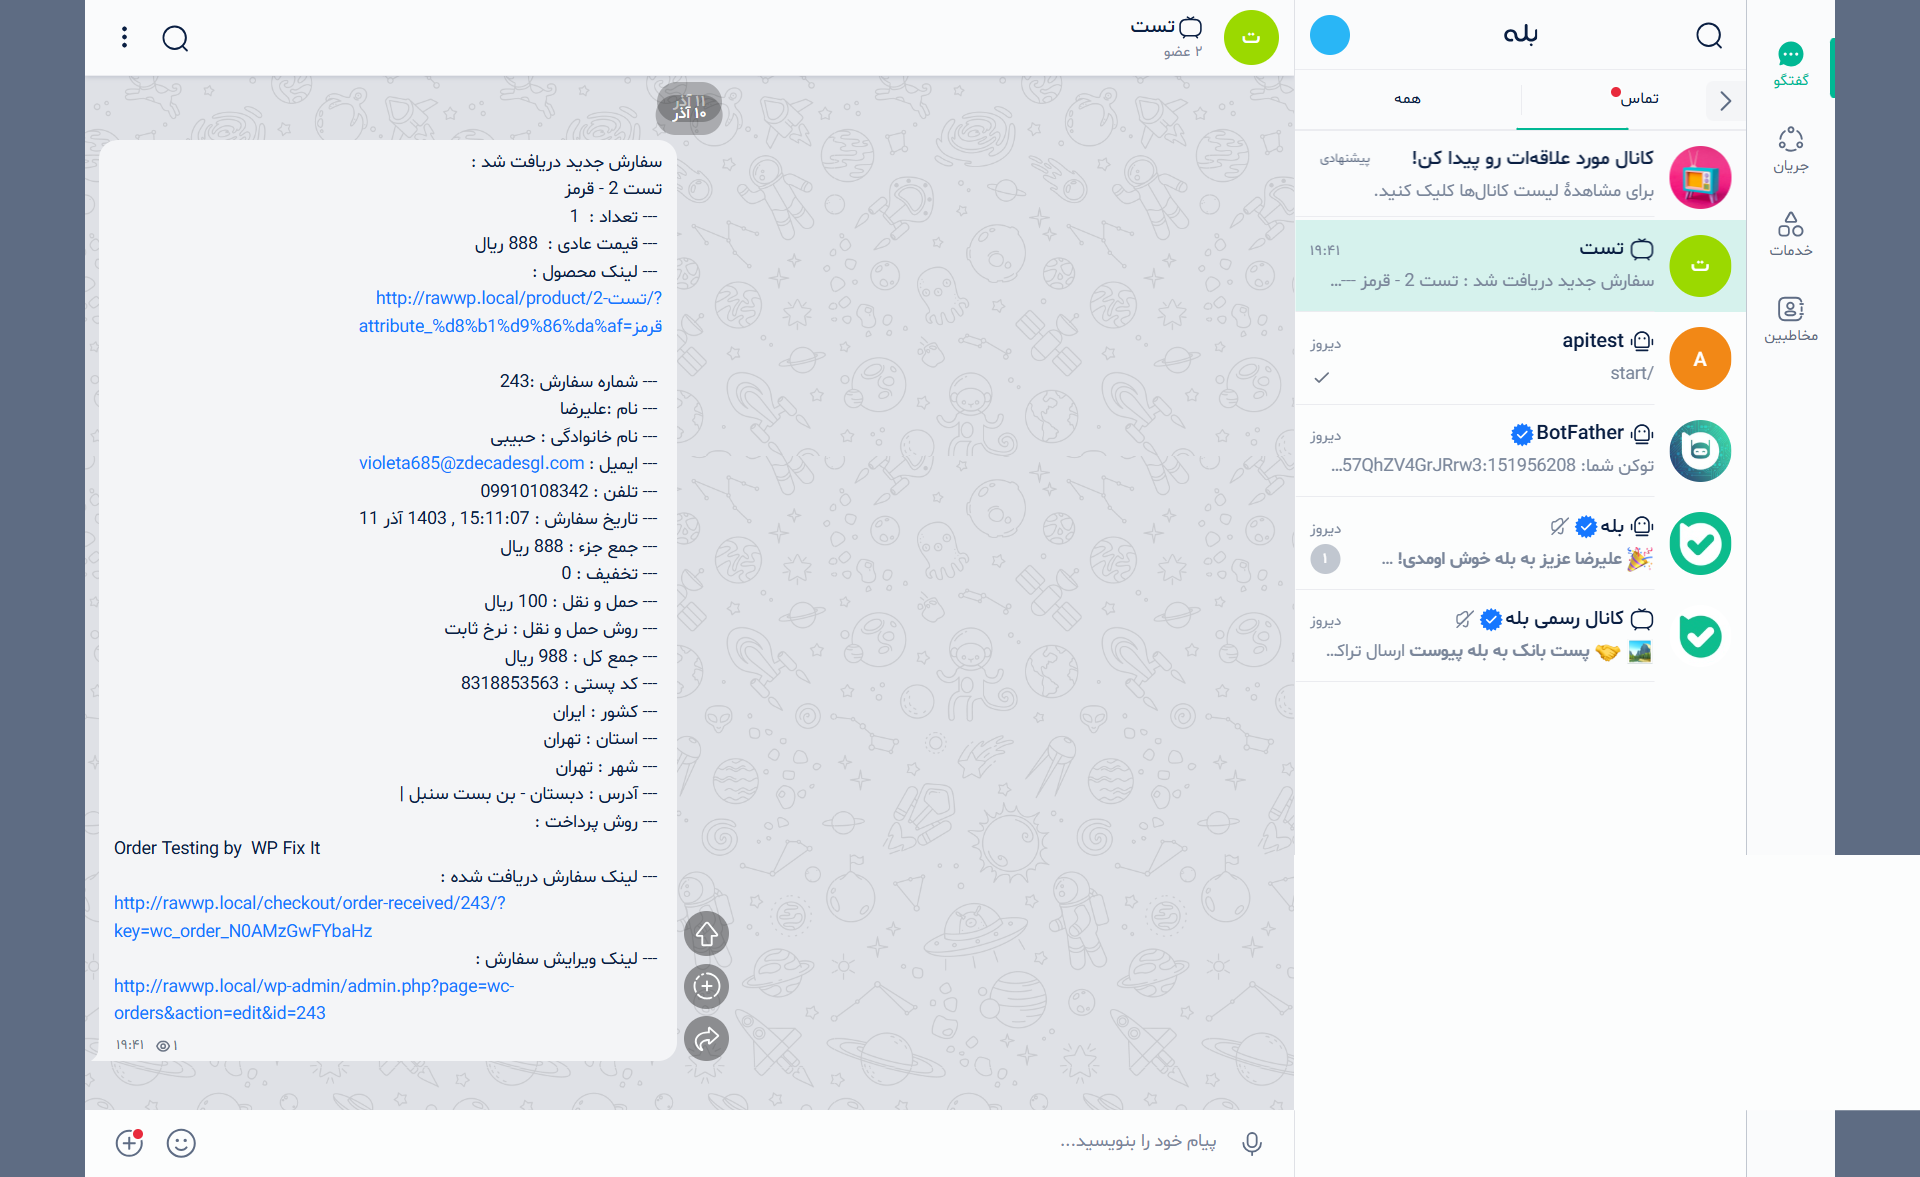 گفتگو
جریان
خدمات
مخاطبین
بله
تماس
همه
کانال مورد علاقه‌ات رو پیدا کن!
پیشنهادی
برای مشاهدهٔ لیست کانال‌ها کلیک کنید.
ت
تست
۱۹:۴۱
سفارش جدید دریافت شد : تست 2 - قرمز ---...
A
apitest
دیروز
/start
BotFather
دیروز
توکن شما: 151956208:57QhZV4GrJRrw3...
بله
دیروز
علیرضا عزیز به بله خوش اومدی! ...
۱
کانال رسمی بله
دیروز
پست بانک به بله پیوست ارسال تراک...
ت
تست
۲ عضو
۱۱ آذر
۱۰ آذر
سفارش جدید دریافت شد :
تست 2 - قرمز
--- تعداد : 1
--- قیمت عادی : 888 ریال
--- لینک محصول :
http://rawwp.local/product/تست-2/?
attribute_%d8%b1%d9%86%da%af=قرمز
--- شماره سفارش :243
--- نام :علیرضا
--- نام خانوادگی : حبیبی
--- ایمیل : violeta685@zdecadesgl.com
--- تلفن : 09910108342
--- تاریخ سفارش : 15:11:07 , 1403 آذر 11
--- جمع جزء : 888 ریال
--- تخفیف : 0
--- حمل و نقل : 100 ریال
--- روش حمل و نقل : نرخ ثابت
--- جمع کل : 988 ریال
--- کد پستی : 8318853563
--- کشور : ایران
--- استان : تهران
--- شهر : تهران
--- آدرس : دبستان - بن بست سنبل |
--- روش پرداخت :
Order Testing by  WP Fix It
--- لینک سفارش دریافت شده :
http://rawwp.local/checkout/order-received/243/?
key=wc_order_N0AMzGwFYbaHz
--- لینک ویرایش سفارش :
http://rawwp.local/wp-admin/admin.php?page=wc-
orders&action=edit&id=243
۱۹:۴۱ ۱
پیام خود را بنویسید...